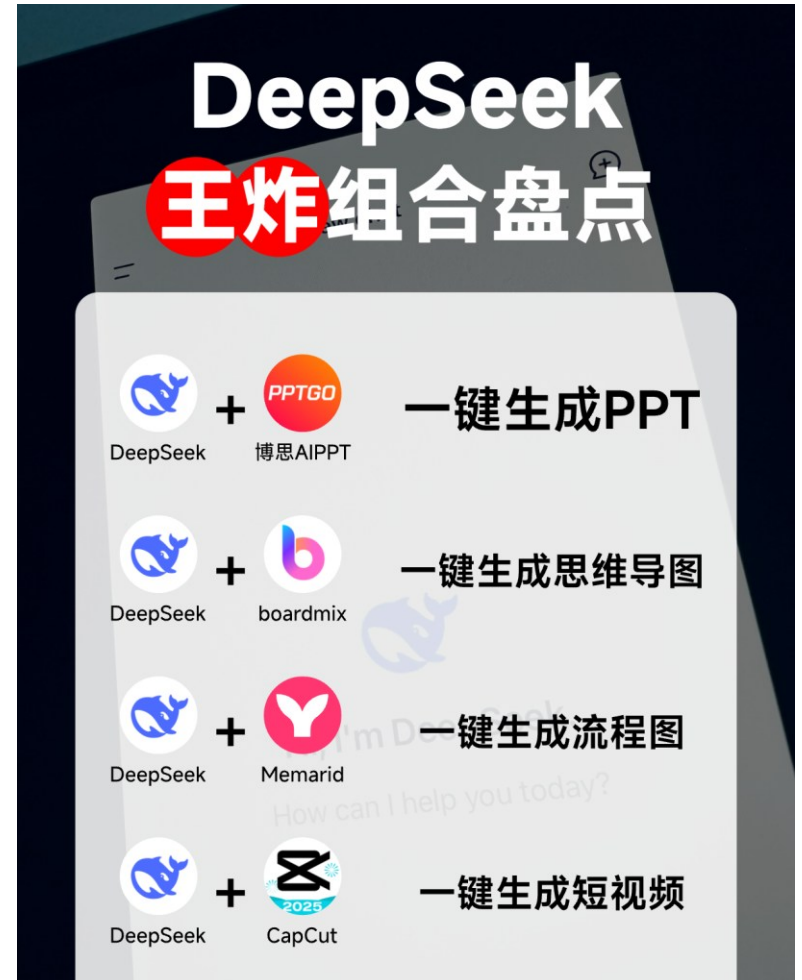 DeepSeek
王炸组合盘点
DeepSeek + PPTGO 博思AIPPT 一键生成PPT
DeepSeek + boardmix 一键生成思维导图
I'm DeepSeek
DeepSeek + Memarid 一键生成流程图
How can I help you today?
DeepSeek + 2025 CapCut 一键生成短视频